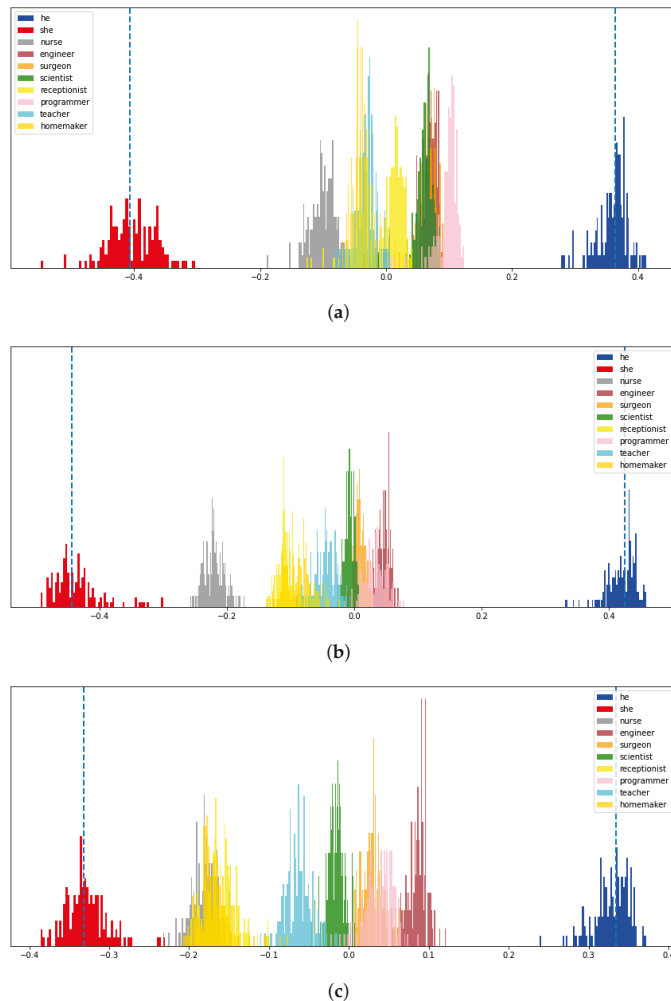 he
she
nurse
engineer
surgeon
scientist
receptionist
programmer
teacher
homemaker
−0.4 −0.2 0.0 0.2 0.4
(a)
he
she
nurse
engineer
surgeon
scientist
receptionist
programmer
teacher
homemaker
−0.4 −0.2 0.0 0.2 0.4
(b)
he
she
nurse
engineer
surgeon
scientist
receptionist
programmer
teacher
homemaker
−0.4 −0.3 −0.2 −0.1 0.0 0.1 0.2 0.3
(c)